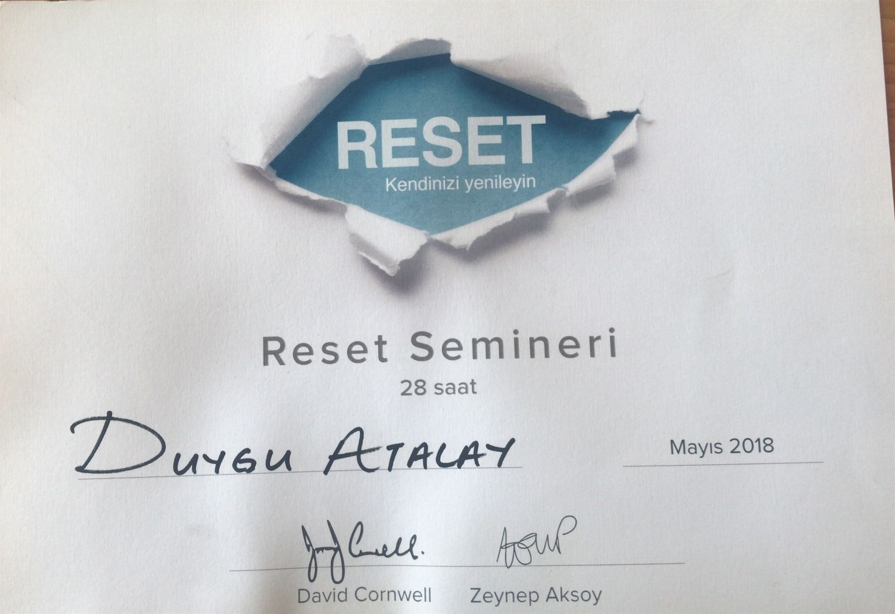 RESET
Kendinizi yenileyin
Reset Semineri
28 saat
DUYGU ATALAY
Mayıs 2018
David Cornwell Zeynep Aksoy